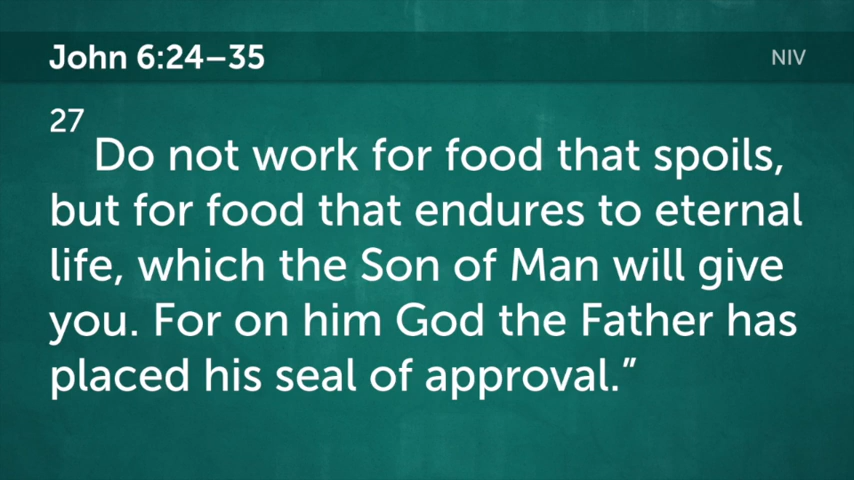 John 6:24–35
NIV
27
Do not work for food that spoils,
but for food that endures to eternal
life, which the Son of Man will give
you. For on him God the Father has
placed his seal of approval.”